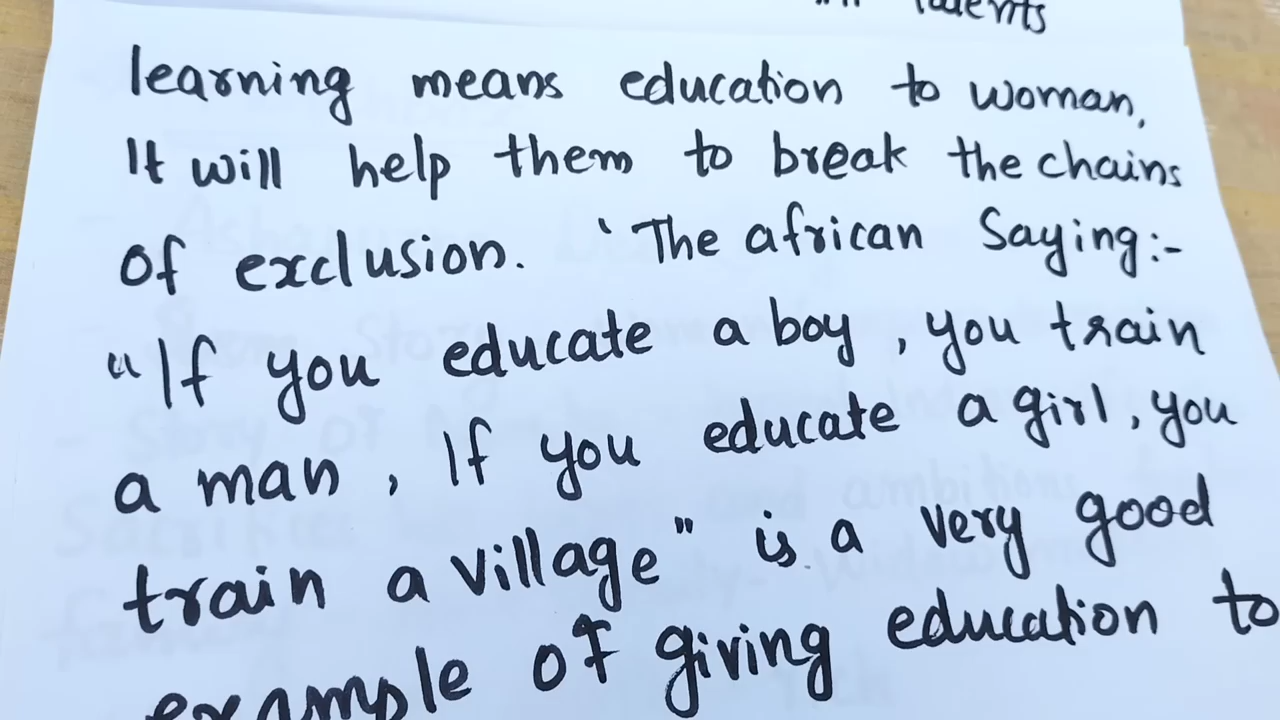 learning means education to woman,
It will help them to break the chains
of exclusion. ‘The african Saying:-
"If you educate a boy, you train
a man, If you educate a girl, you
train a village" is a very good
example of giving education to